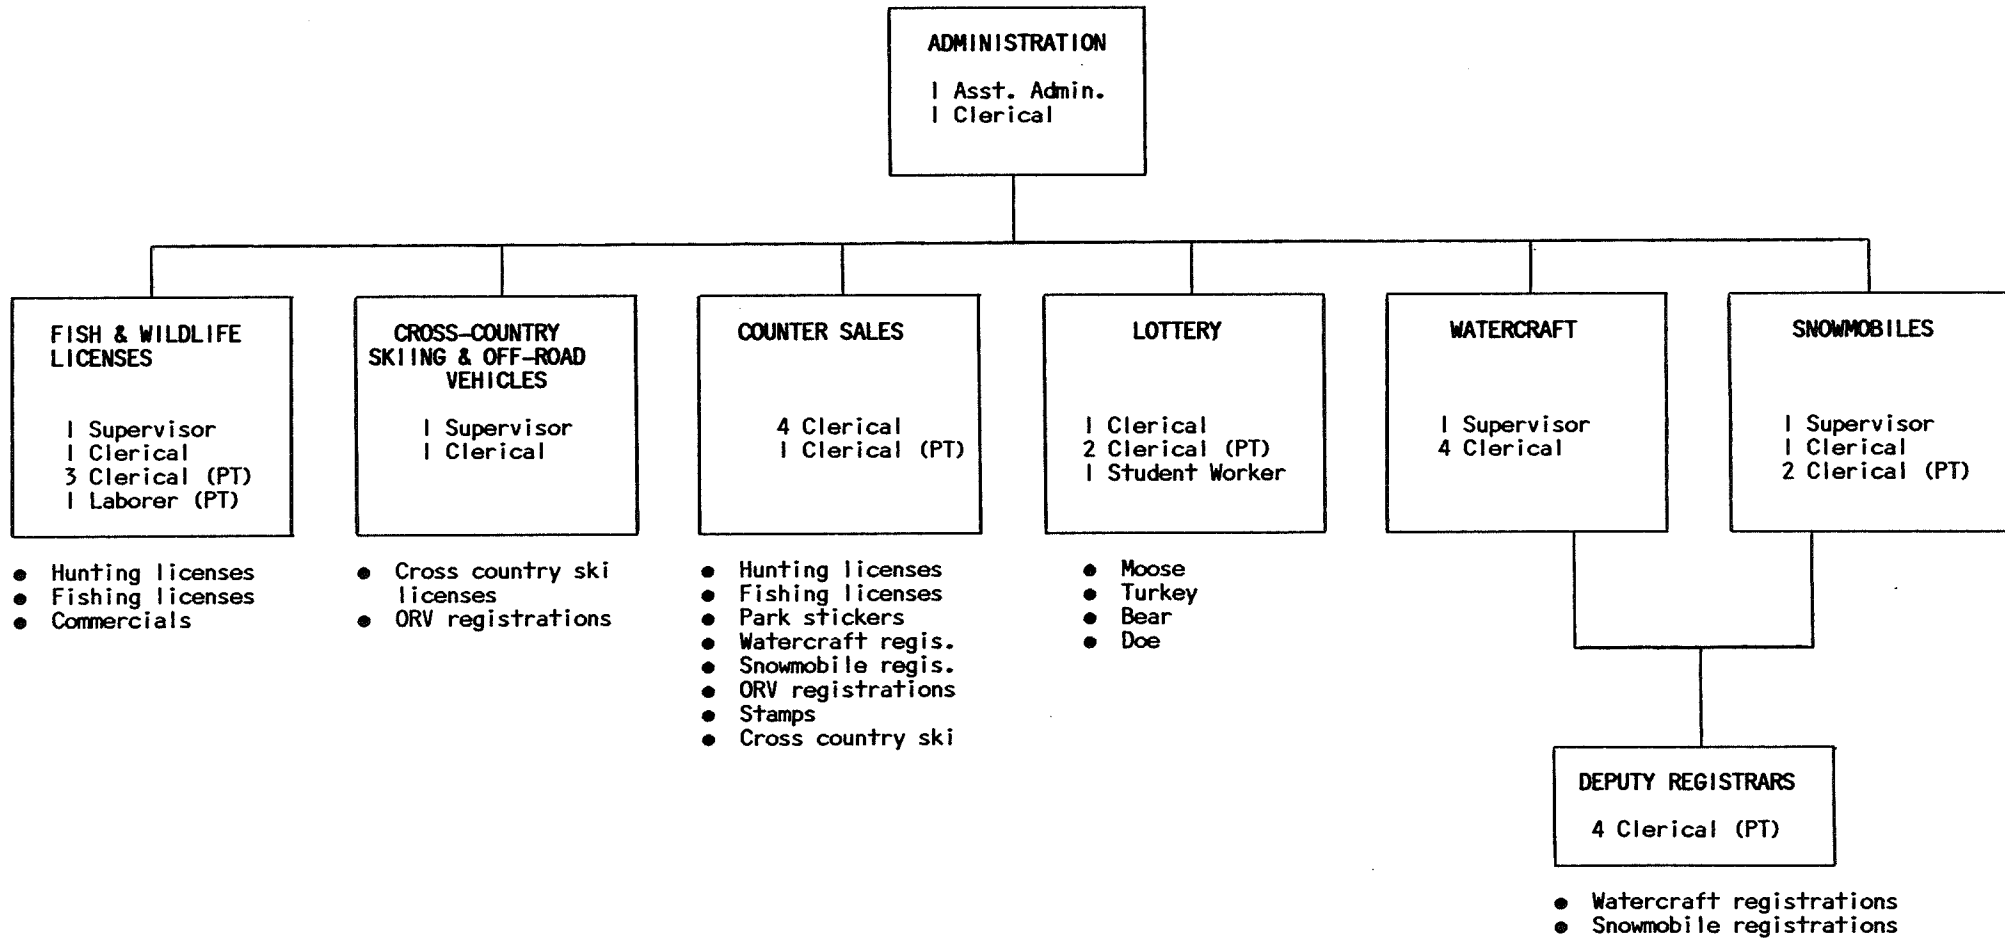 ADMINISTRATION
1 Asst. Admin.
1 Clerical
FISH & WILDLIFE
LICENSES
1 Supervisor
1 Clerical
3 Clerical (PT)
1 Laborer (PT)
● Hunting licenses
● Fishing licenses
● Commercials
CROSS-COUNTRY
SKIING & OFF-ROAD
VEHICLES
1 Supervisor
1 Clerical
● Cross country ski
licenses
● ORV registrations
COUNTER SALES
4 Clerical
1 Clerical (PT)
● Hunting licenses
● Fishing licenses
● Park stickers
● Watercraft regis.
● Snowmobile regis.
● ORV registrations
● Stamps
● Cross country ski
LOTTERY
1 Clerical
2 Clerical (PT)
1 Student Worker
● Moose
● Turkey
● Bear
● Doe
WATERCRAFT
1 Supervisor
4 Clerical
SNOWMOBILES
1 Supervisor
1 Clerical
2 Clerical (PT)
DEPUTY REGISTRARS
4 Clerical (PT)
● Watercraft registrations
● Snowmobile registrations